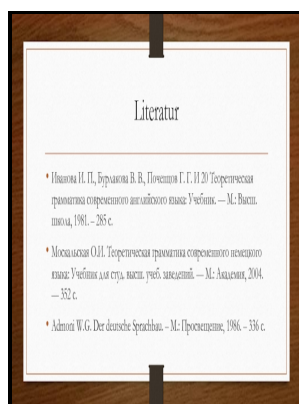 Literatur
• Иванова И. П., Бурлакова В. В., Почепцов Г. Г. И 20 Теоретическая
грамматика современного английского языка: Учебник. — М.: Высш.
школа, 1981. – 285 с.
• Москальская О.И. Теоретическая грамматика современного немецкого
языка: Учебник для студ. высш. учеб. заведений. — М.: Академия, 2004.
— 352 с.
• Admoni W.G. Der deutsche Sprachbau. – М.: Просвещение, 1986. – 336 с.